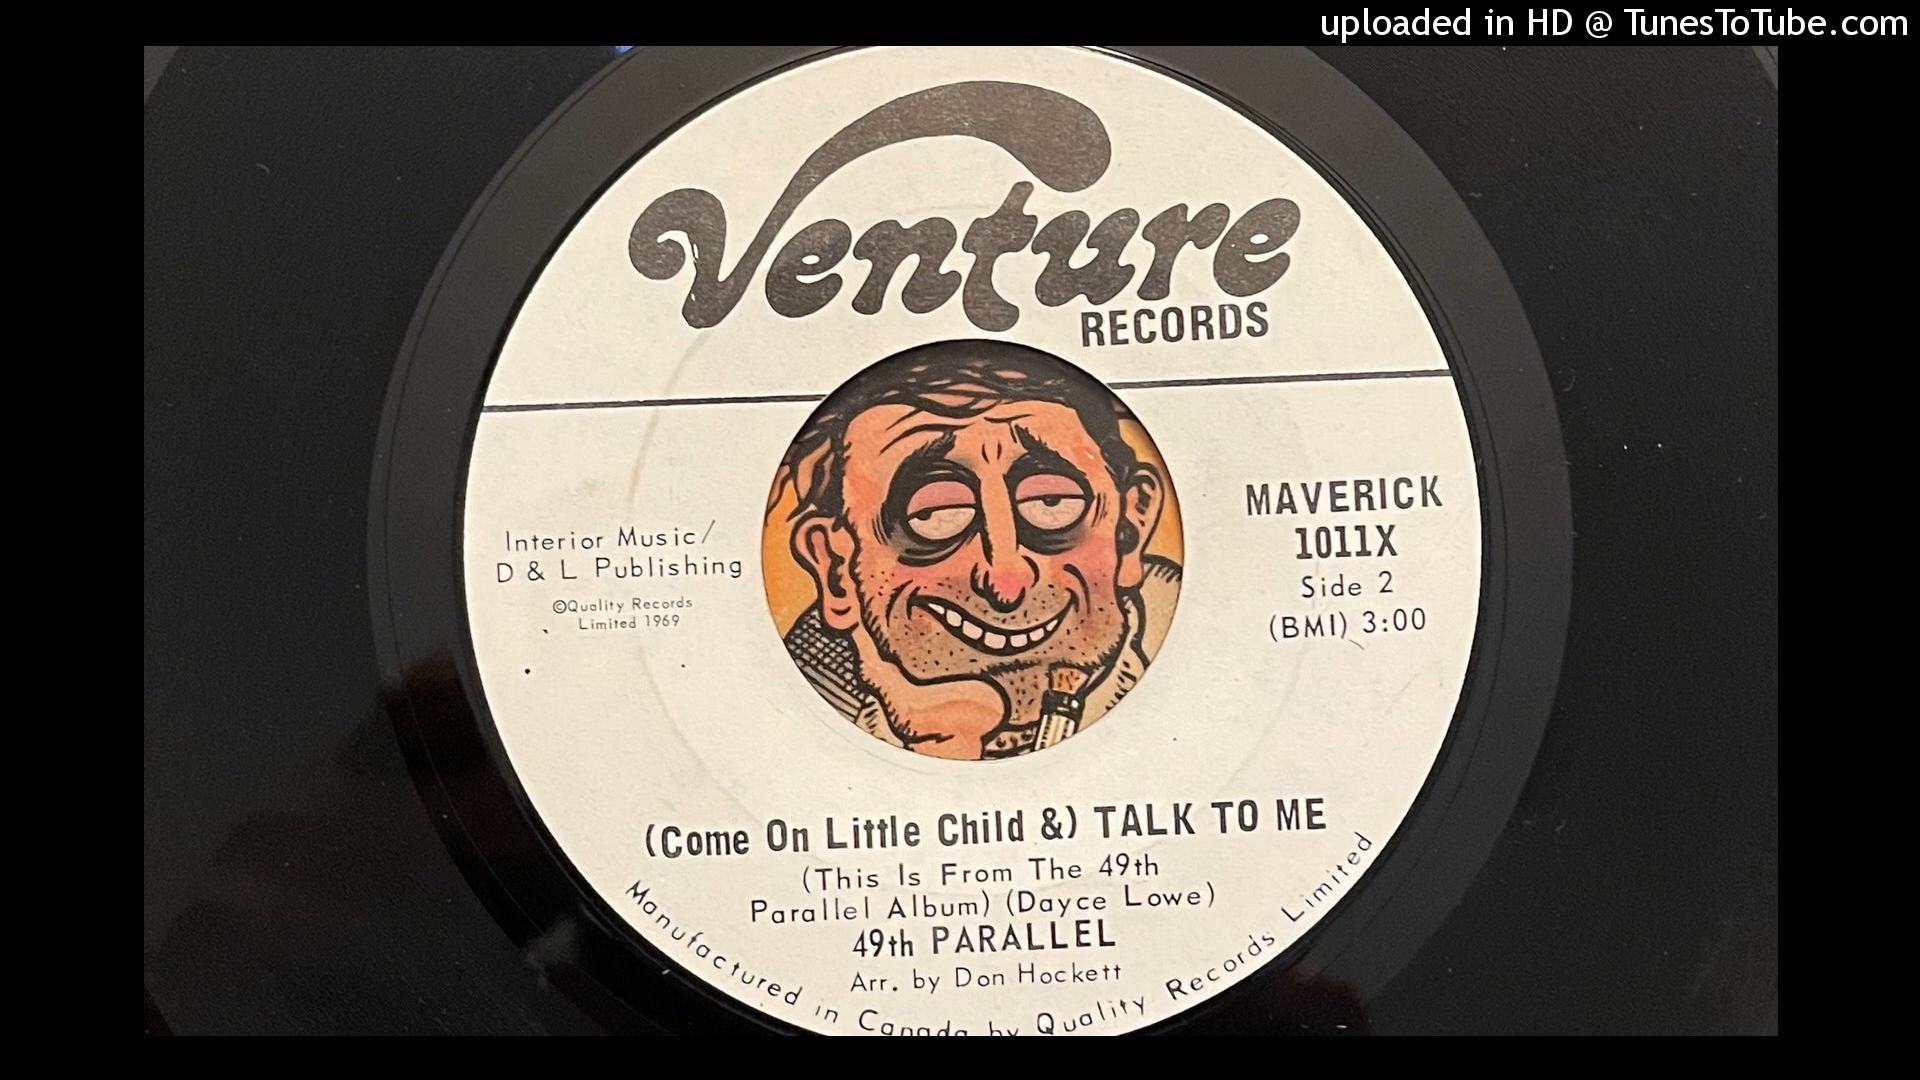 uploaded in HD @ TunesToTube.com
Venture
RECORDS
Interior Music/
D & L Publishing
©Quality Records
Limited 1969
MAVERICK
1011X
Side 2
(BMI) 3:00
(Come On Little Child &) TALK TO ME
(This Is From The 49th
Parallel Album) (Dayce Lowe)
49th PARALLEL
Arr. by Don Hockett
Manufactured in Canada by Quality Records Limited